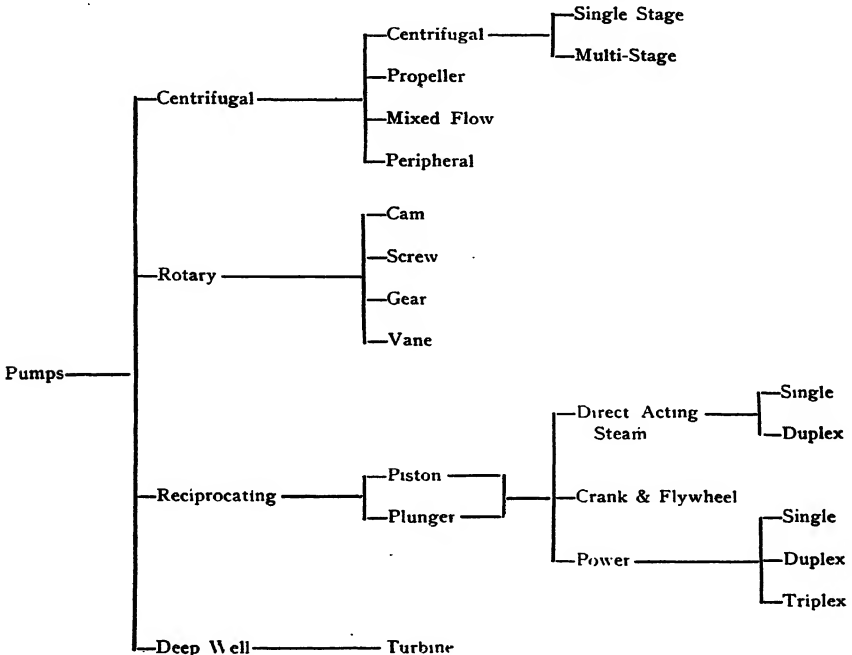 Pumps
Centrifugal
Centrifugal
Single Stage
Multi-Stage
Propeller
Mixed Flow
Peripheral
Rotary
Cam
Screw
Gear
Vane
Reciprocating
Piston
Plunger
Direct Acting
Steam
Single
Duplex
Crank & Flywheel
Power
Single
Duplex
Triplex
Deep Well
Turbine